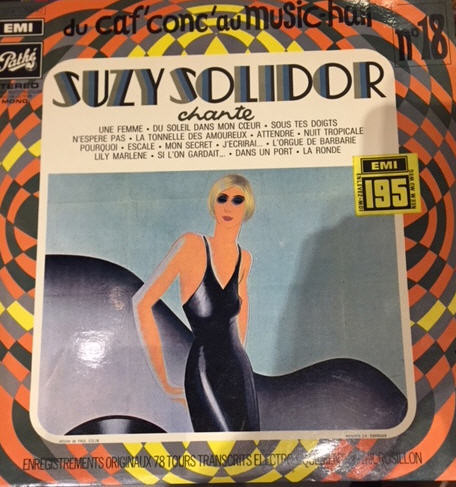 du caf'conc'au music-hall
n°18
EMI
Pathé
STEREO
MONO
SUZY SOLIDOR
chante
UNE FEMME • DU SOLEIL DANS MON CŒUR • SOUS TES DOIGTS
N'ESPERE PAS • LA TONNELLE DES AMOUREUX • ATTENDRE • NUIT TROPICALE
POURQUOI • ESCALE • MON SECRET • J'ECRIRAI... • L'ORGUE DE BARBARIE
LILY MARLENE • SI L'ON GARDAIT... • DANS UN PORT • LA RONDE
EMI
195
PAUL COLIN
ENREGISTREMENTS ORIGINAUX 78 TOURS TRANSCRITS